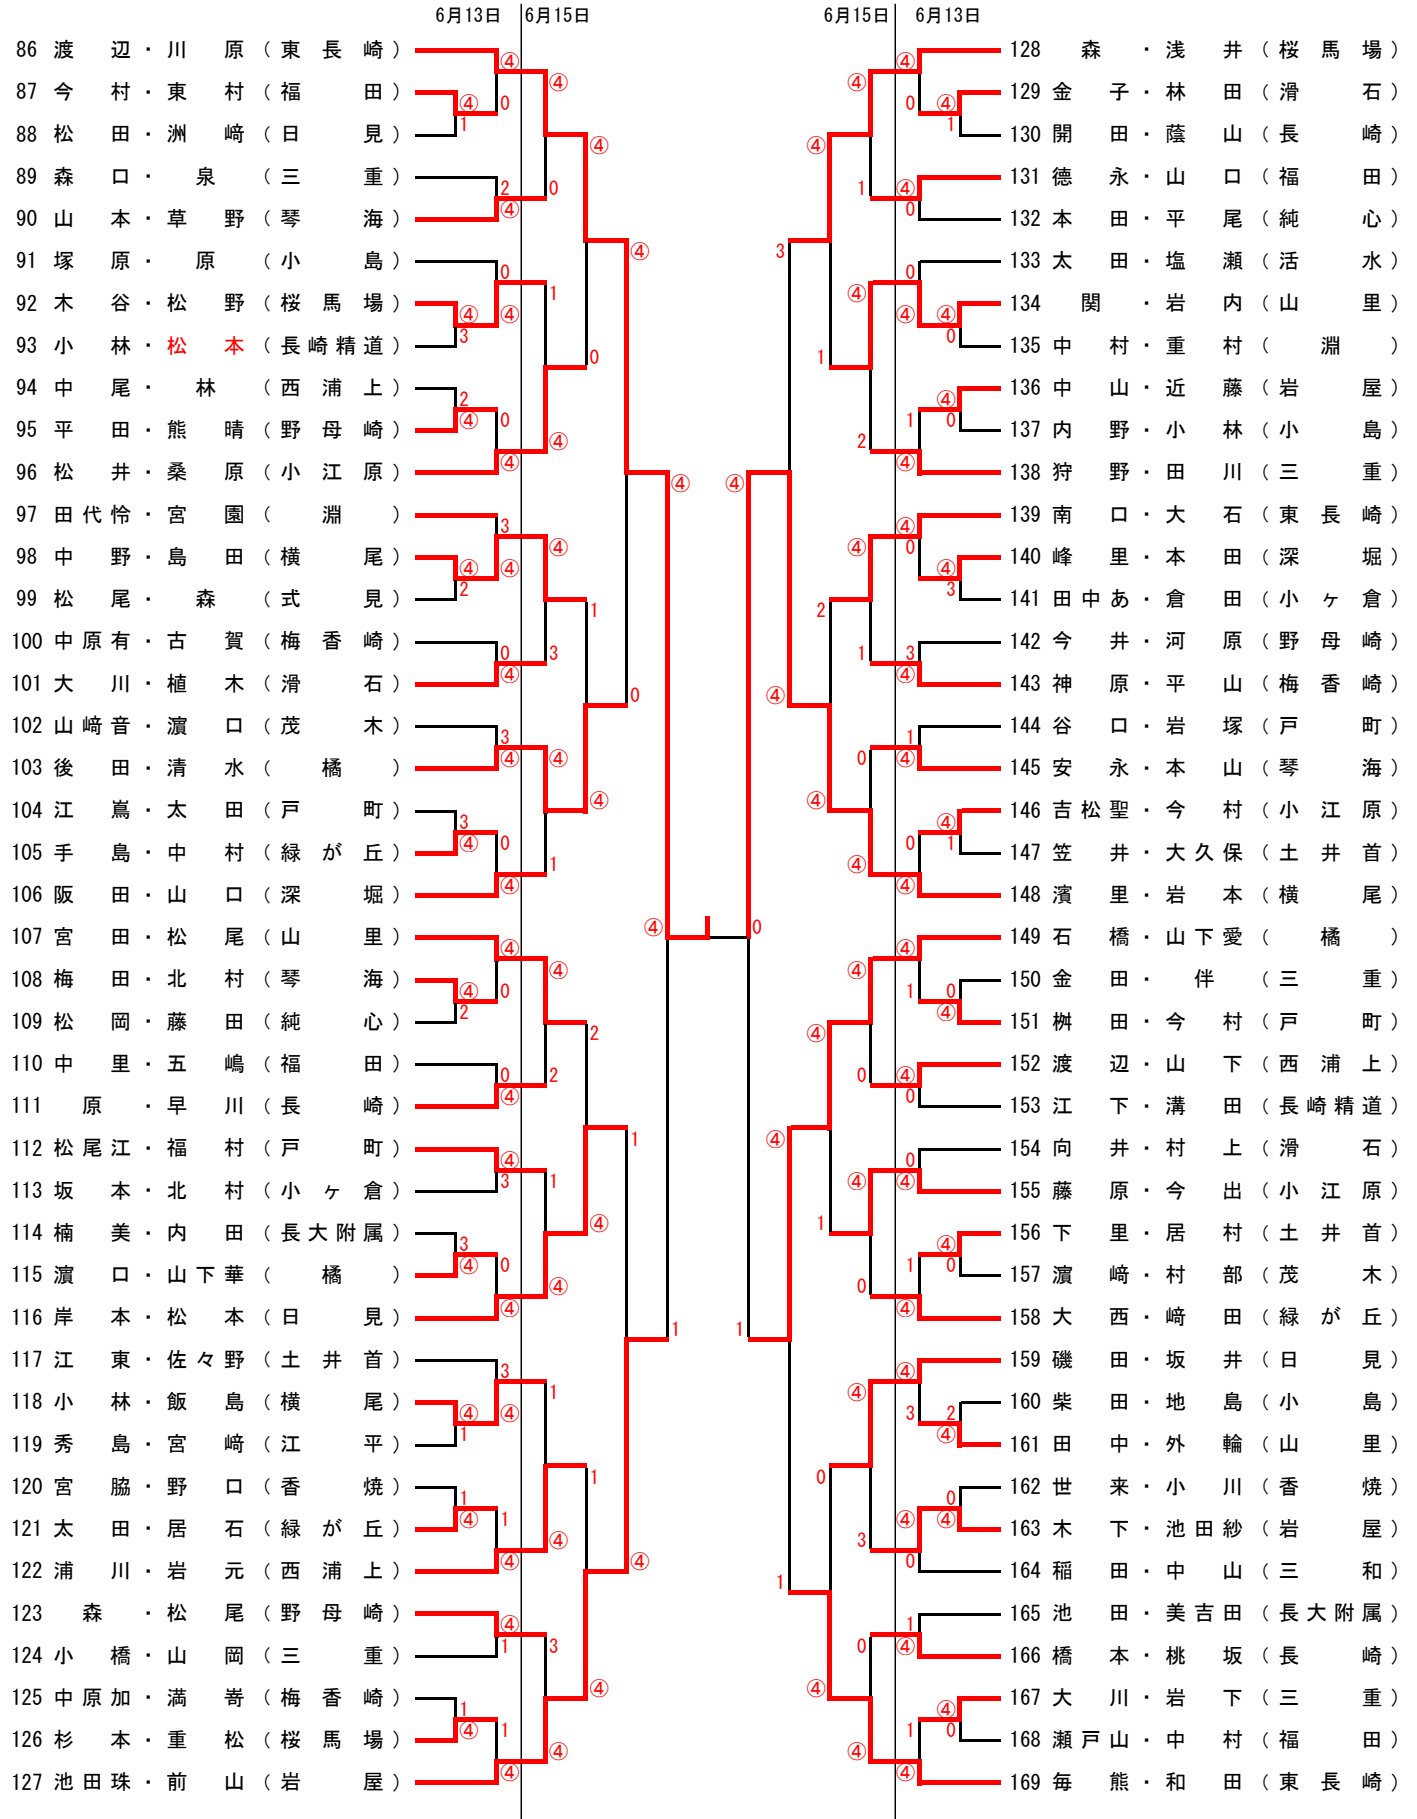 6月13日 6月15日 6月15日 6月13日
86 渡辺・川原（東長崎）
87 今村・東村（福田）
88 松田・洲﨑（日見）
89 森口・泉（三重）
90 山本・草野（琴海）
91 塚原・原（小島）
92 木谷・松野（桜馬場）
93 小林・松本（長崎精道）
94 中尾・林（西浦上）
95 平田・熊晴（野母崎）
96 松井・桑原（小江原）
97 田代怜・宮園（淵）
98 中野・島田（横尾）
99 松尾・森（式見）
100 中原有・古賀（梅香崎）
101 大川・植木（滑石）
102 山﨑音・濵口（茂木）
103 後田・清水（橘）
104 江嶌・太田（戸町）
105 手島・中村（緑が丘）
106 阪田・山口（深堀）
107 宮田・松尾（山里）
108 梅田・北村（琴海）
109 松岡・藤田（純心）
110 中里・五嶋（福田）
111 原・早川（長崎）
112 松尾江・福村（戸町）
113 坂本・北村（小ヶ倉）
114 楠美・内田（長大附属）
115 濵口・山下華（橘）
116 岸本・松本（日見）
117 江東・佐々野（土井首）
118 小林・飯島（横尾）
119 秀島・宮﨑（江平）
120 宮脇・野口（香焼）
121 太田・居石（緑が丘）
122 浦川・岩元（西浦上）
123 森・松尾（野母崎）
124 小橋・山岡（三重）
125 中原加・満嵜（梅香崎）
126 杉本・重松（桜馬場）
127 池田珠・前山（岩屋）
128 森・浅井（桜馬場）
129 金子・林田（滑石）
130 開田・蔭山（長崎）
131 德永・山口（福田）
132 本田・平尾（純心）
133 太田・塩瀬（活水）
134 関・岩内（山里）
135 中村・重村（淵）
136 中山・近藤（岩屋）
137 内野・小林（小島）
138 狩野・田川（三重）
139 南口・大石（東長崎）
140 峰里・本田（深堀）
141 田中あ・倉田（小ヶ倉）
142 今井・河原（野母崎）
143 神原・平山（梅香崎）
144 谷口・岩塚（戸町）
145 安永・本山（琴海）
146 吉松聖・今村（小江原）
147 笠井・大久保（土井首）
148 濱里・岩本（横尾）
149 石橋・山下愛（橘）
150 金田・伴（三重）
151 桝田・今村（戸町）
152 渡辺・山下（西浦上）
153 江下・溝田（長崎精道）
154 向井・村上（滑石）
155 藤原・今出（小江原）
156 下里・居村（土井首）
157 濵﨑・村部（茂木）
158 大西・﨑田（緑が丘）
159 磯田・坂井（日見）
160 柴田・地島（小島）
161 田中・外輪（山里）
162 世来・小川（香焼）
163 木下・池田紗（岩屋）
164 稲田・中山（三和）
165 池田・美吉田（長大附属）
166 橋本・桃坂（長崎）
167 大川・岩下（三重）
168 瀬戸山・中村（福田）
169 毎熊・和田（東長崎）